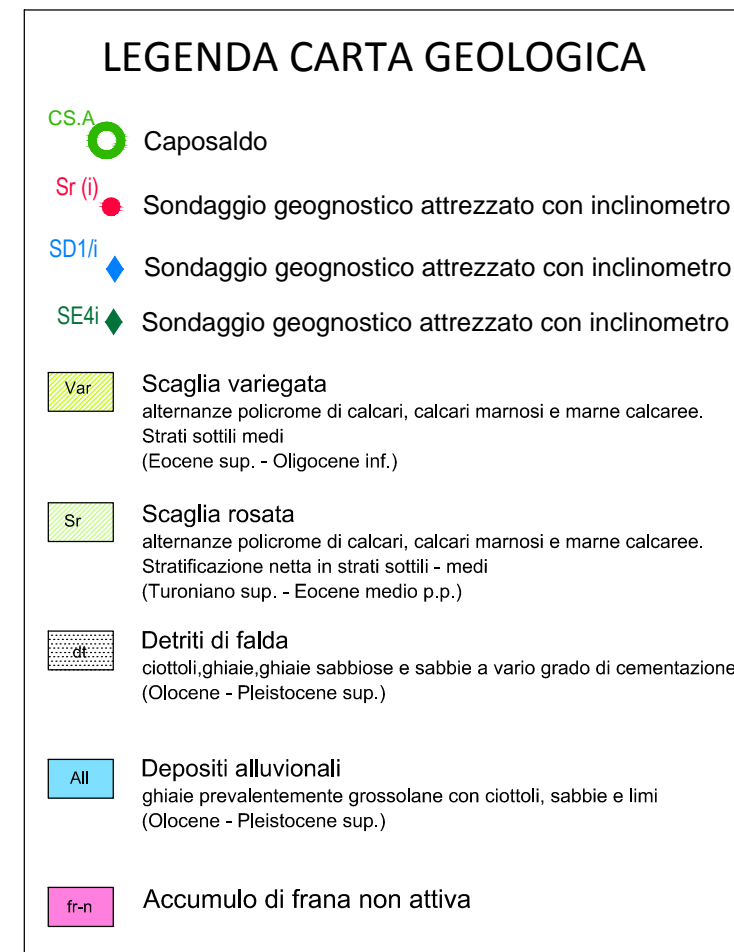 LEGENDA CARTA GEOLOGICA
CS.A Caposaldo
Sr (i) Sondaggio geognostico attrezzato con inclinometro
SD1/i Sondaggio geognostico attrezzato con inclinometro
SE4i Sondaggio geognostico attrezzato con inclinometro
Var Scaglia variegata
alternanze policrome di calcari, calcari marnosi e marne calcaree.
Strati sottili medi
(Eocene sup. - Oligocene inf.)
Sr Scaglia rosata
alternanze policrome di calcari, calcari marnosi e marne calcaree.
Stratificazione netta in strati sottili - medi
(Turoniano sup. - Eocene medio p.p.)
dt Detriti di falda
ciottoli,ghiaie,ghiaie sabbiose e sabbie a vario grado di cementazione
(Olocene - Pleistocene sup.)
All Depositi alluvionali
ghiaie prevalentemente grossolane con ciottoli, sabbie e limi
(Olocene - Pleistocene sup.)
fr-n Accumulo di frana non attiva